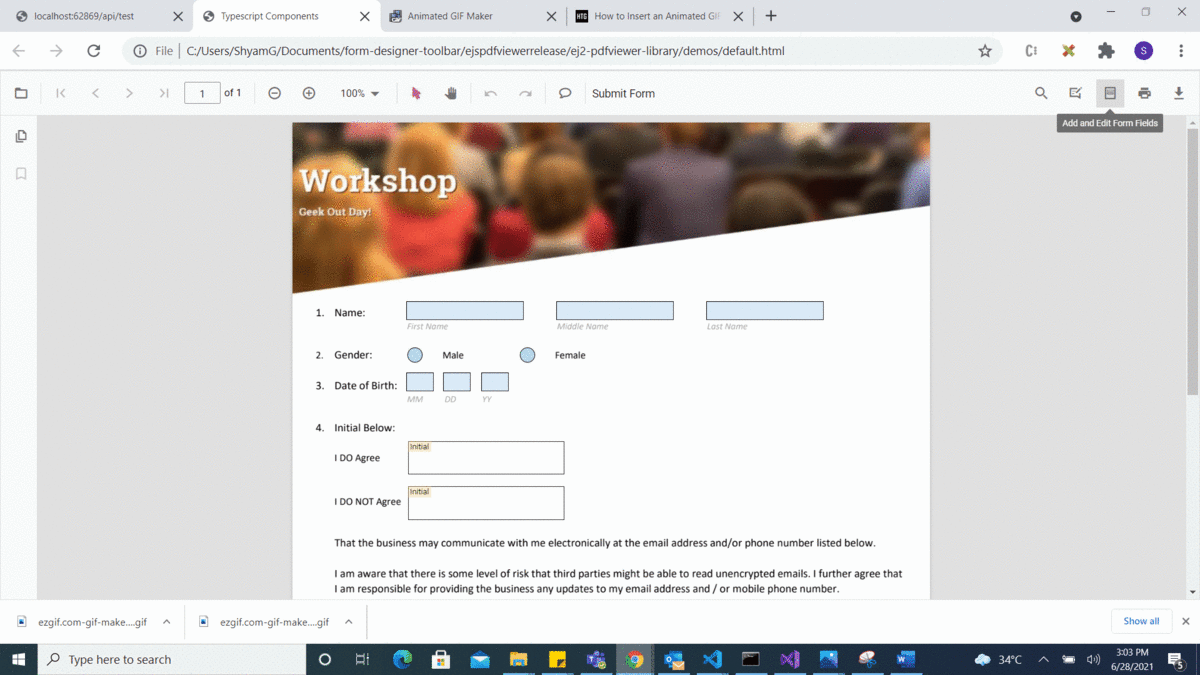 localhost:62869/api/test
Typescript Components
Animated GIF Maker
HTG How to Insert an Animated GIF
File C:/Users/ShyamG/Documents/form-designer-toolbar/ejspdfviewerrelease/ej2-pdfviewer-library/demos/default.html
S
1 of 1
100%
Submit Form
Add and Edit Form Fields
Workshop
Geek Out Day!
1. Name:
First Name
Middle Name
Last Name
2. Gender:
Male
Female
3. Date of Birth:
MM
DD
YY
4. Initial Below:
Initial
I DO Agree
Initial
I DO NOT Agree
That the business may communicate with me electronically at the email address and/or phone number listed below.
I am aware that there is some level of risk that third parties might be able to read unencrypted emails. I further agree that
I am responsible for providing the business any updates to my email address and / or mobile phone number.
ezgif.com-gif-make....gif
ezgif.com-gif-make....gif
Show all
Type here to search
34°C
3:03 PM
6/28/2021
5